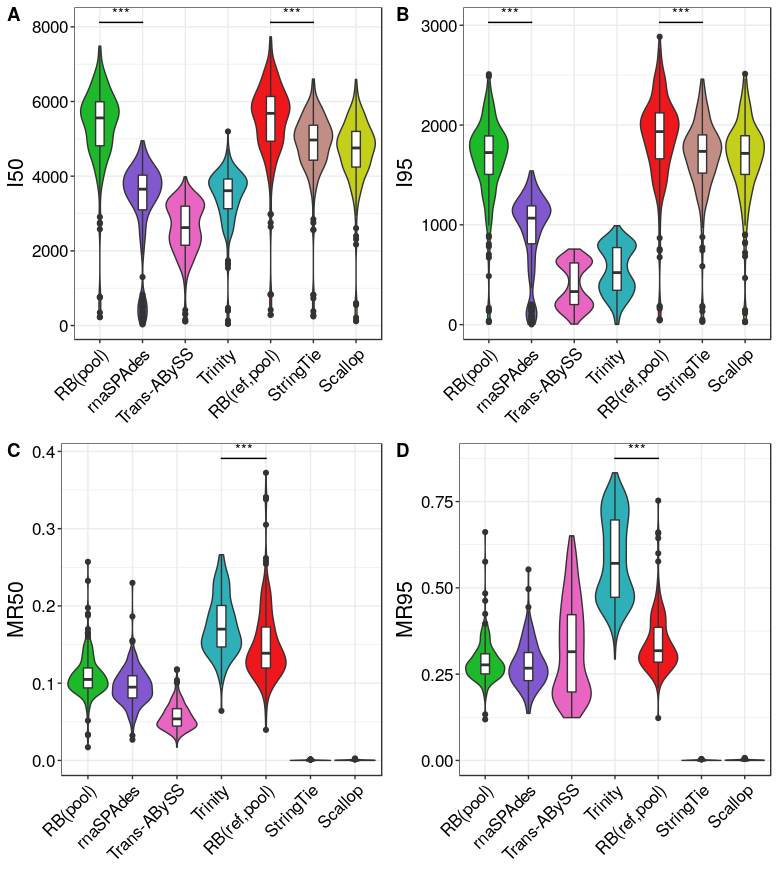 A
***
***
8000
6000
4000
2000
0
I50
RB(pool)
rnaSPAdes
Trans-ABySS
Trinity
RB(ref,pool)
StringTie
Scallop
B
***
***
3000
2000
1000
0
I95
RB(pool)
rnaSPAdes
Trans-ABySS
Trinity
RB(ref,pool)
StringTie
Scallop
C
***
0.4
0.3
0.2
0.1
0.0
MR50
RB(pool)
rnaSPAdes
Trans-ABySS
Trinity
RB(ref,pool)
StringTie
Scallop
D
***
0.75
0.50
0.25
0.00
MR95
RB(pool)
rnaSPAdes
Trans-ABySS
Trinity
RB(ref,pool)
StringTie
Scallop